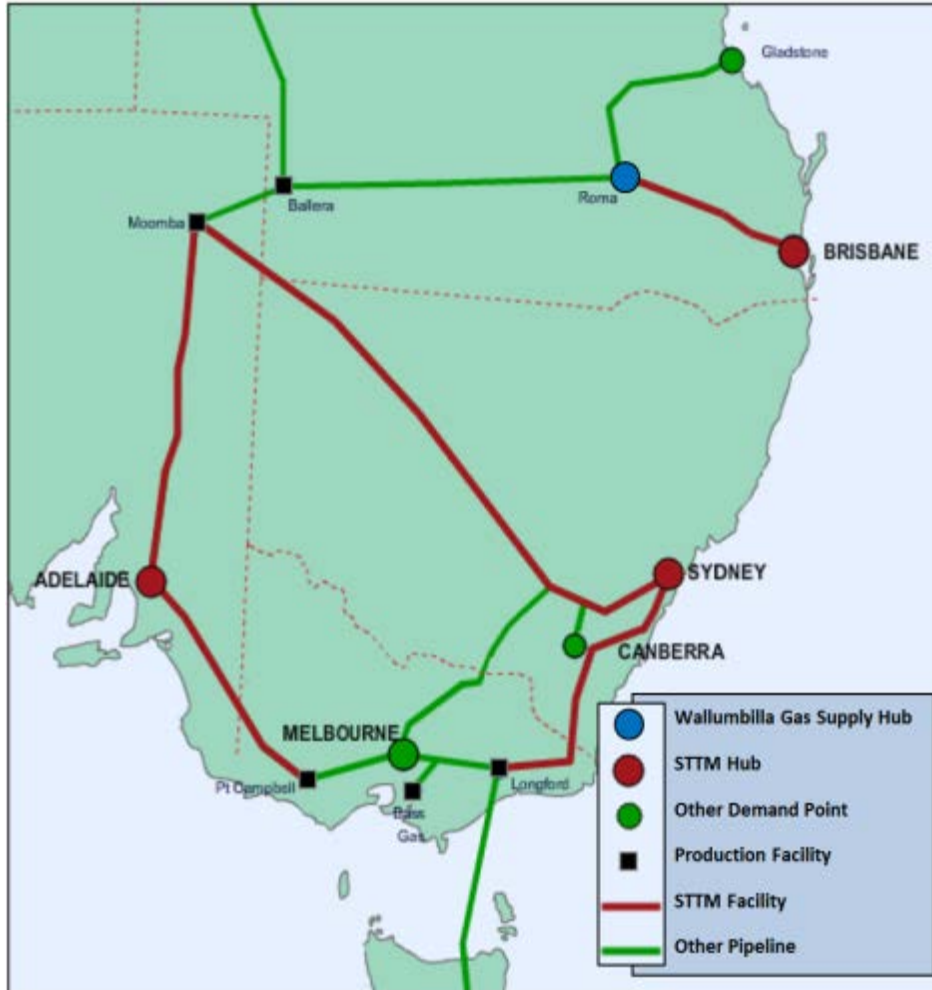 Gladstone
Roma
BRISBANE
Ballera
Moomba
ADELAIDE
SYDNEY
CANBERRA
MELBOURNE
Pt Campbell
Longford
Bass
Gas
Wallumbilla Gas Supply Hub
STTM Hub
Other Demand Point
Production Facility
STTM Facility
Other Pipeline